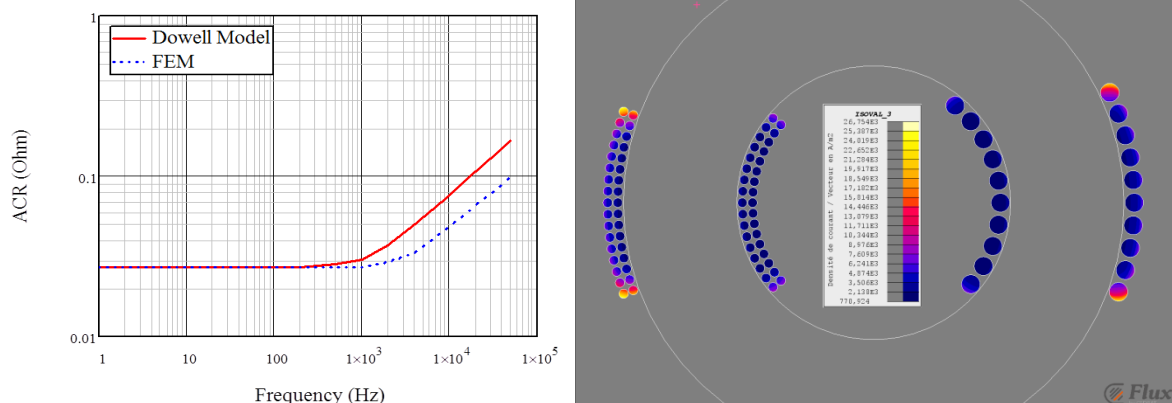 1
Dowell Model
FEM
0.1
ACR (Ohm)
0.01
1
10
100
1×10³
1×10⁴
1×10⁵
Frequency (Hz)
ISOVAL_3
26,754E3
25,387E3
24,019E3
22,652E3
21,284E3
19,917E3
18,549E3
17,182E3
15,814E3
14,446E3
13,079E3
11,711E3
10,344E3
8,976E3
7,609E3
6,241E3
4,874E3
3,506E3
2,138E3
770,924
Densité de courant / Vecteur en A/m2
Flux